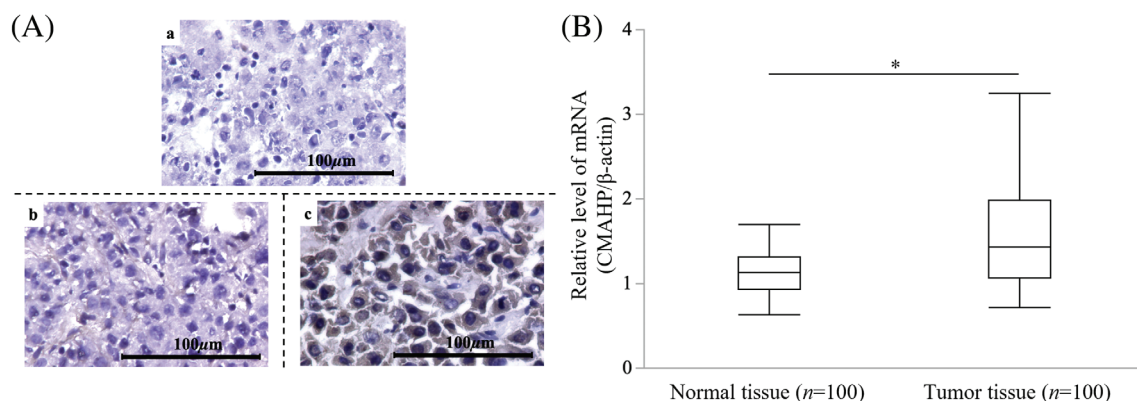 (A)
a
100μm
b
100μm
c
100μm
(B)
Relative level of mRNA
(CMAHP/β-actin)
4
3
2
1
0
*
Normal tissue (n=100)
Tumor tissue (n=100)